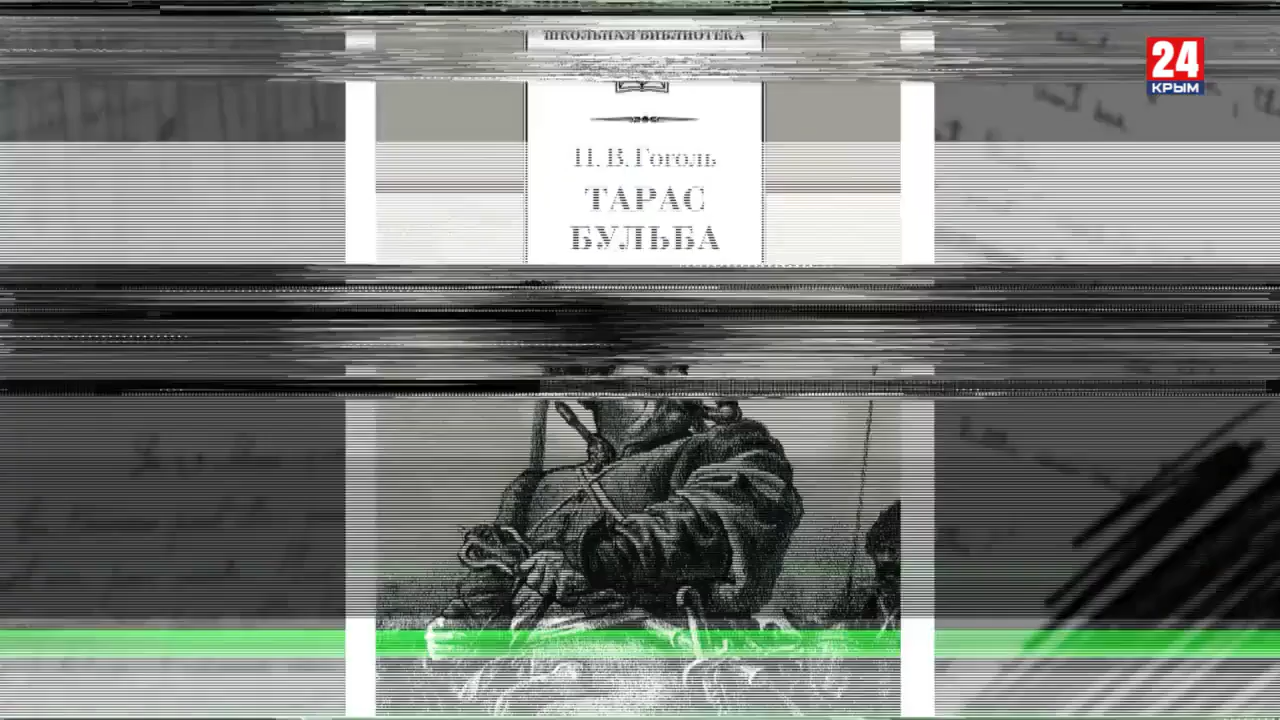 ШКОЛЬНАЯ БИБЛИОТЕКА
Н. В. Гоголь
ТАРАС
БУЛЬБА
24
КРЫМ